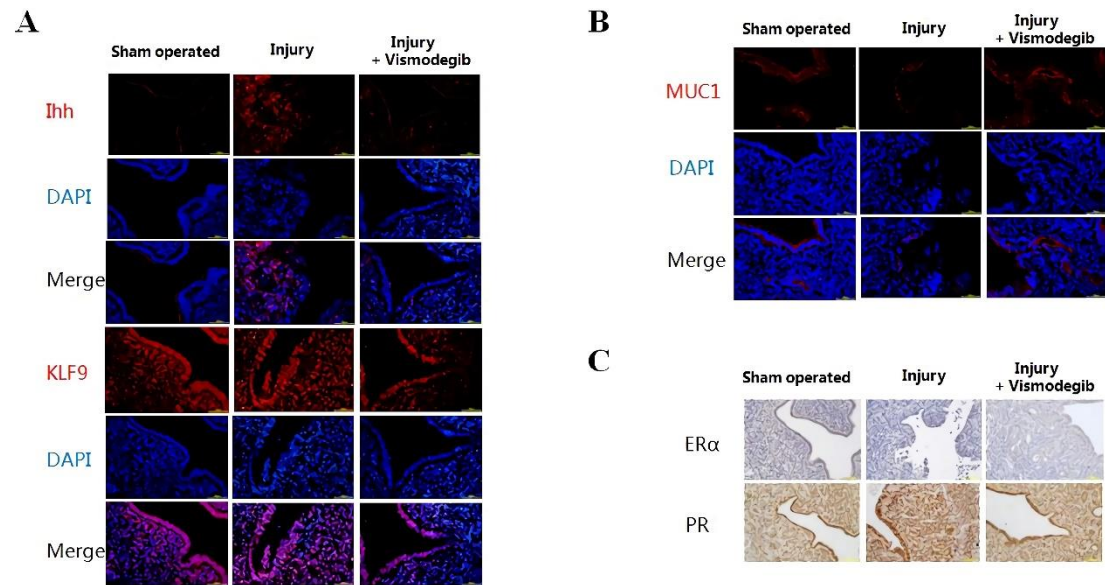 A
Sham operated
Injury
Injury
+ Vismodegib
Ihh
DAPI
Merge
KLF9
DAPI
Merge
B
Sham operated
Injury
Injury
+ Vismodegib
MUC1
DAPI
Merge
C
Sham operated
Injury
Injury
+ Vismodegib
ERα
PR